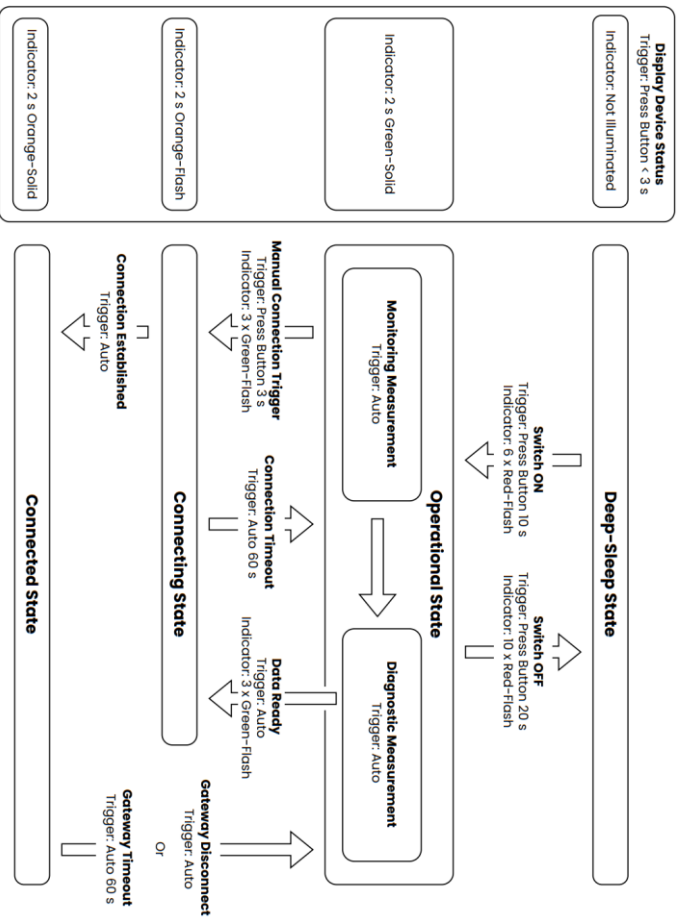 Display Device Status
Trigger: Press Button < 3 s
Indicator: Not Illuminated
Indicator: 2 s Green-Solid
Indicator: 2 s Orange-Flash
Indicator: 2 s Orange-Solid
Deep-Sleep State
Switch ON
Trigger: Press Button 10 s
Indicator: 6 x Red-Flash
Switch OFF
Trigger: Press Button 20 s
Indicator: 10 x Red-Flash
Operational State
Monitoring Measurement
Trigger: Auto
Diagnostic Measurement
Trigger: Auto
Manual Connection Trigger
Trigger: Press Button 3 s
Indicator: 3 x Green-Flash
Connection Timeout
Trigger: Auto 60 s
Data Ready
Trigger: Auto
Indicator: 3 x Green-Flash
Gateway Disconnect
Trigger: Auto
Or
Gateway Timeout
Trigger: Auto 60 s
Connecting State
Connection Established
Trigger: Auto
Connected State